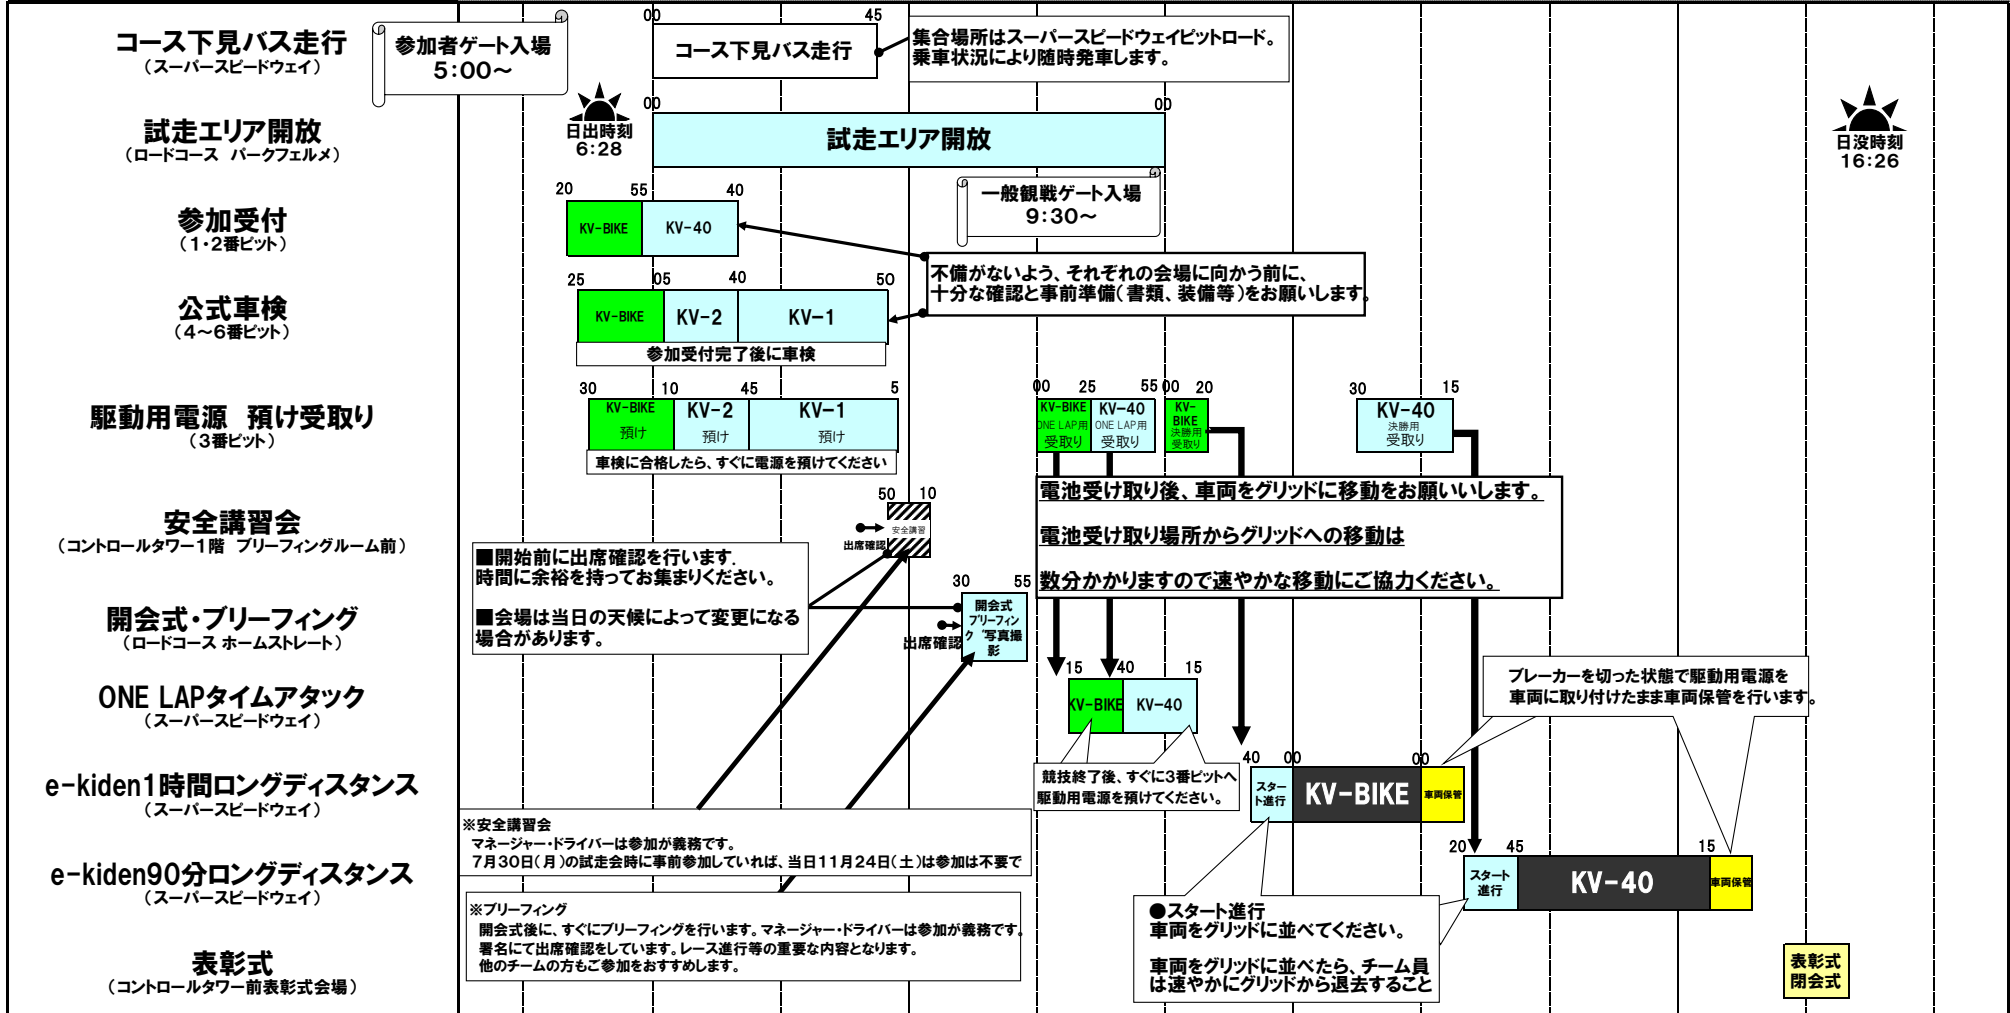 コース下見バス走行
（スーパースピードウェイ）
参加者ゲート入場
5：00～
00
45
コース下見バス走行
集合場所はスーパースピードウェイピットロード。
乗車状況により随時発車します。
試走エリア開放
（ロードコース　パークフェルメ）
日出時刻
6：28
00
00
試走エリア開放
日没時刻
16：26
一般観戦ゲート入場
9：30～
参加受付
（1・2番ピット）
20
55
40
KV-BIKE
KV-40
不備がないよう、それぞれの会場に向かう前に、
十分な確認と事前準備（書類、装備等）をお願いします。
公式車検
（4～6番ピット）
25
05
40
50
KV-BIKE
KV-2
KV-1
参加受付完了後に車検
駆動用電源　預け受取り
（3番ピット）
30
10
45
5
KV-BIKE
預け
KV-2
預け
KV-1
預け
車検に合格したら、すぐに電源を預けてください
00
25
55
00
20
KV-BIKE
ONE LAP用
受取り
KV-40
ONE LAP用
受取り
KV-
BIKE
決勝用
受取り
30
15
KV-40
決勝用
受取り
電池受け取り後、車両をグリッドに移動をお願いいします。
電池受け取り場所からグリッドへの移動は
数分かかりますので速やかな移動にご協力ください。
安全講習会
（コントロールタワー1階　ブリーフィングルーム前）
50
10
安全講習
出席確認
■開始前に出席確認を行います.
時間に余裕を持ってお集まりください。
■会場は当日の天候によって変更になる
場合があります。
開会式・ブリーフィング
（ロードコース ホームストレート）
30
55
開会式
ブリーフィン
グ　写真撮
影
出席確認
ONE LAPタイムアタック
（スーパースピードウェイ）
15
40
15
KV-BIKE
KV-40
競技終了後、すぐに3番ピットへ
駆動用電源を預けてください。
ブレーカーを切った状態で駆動用電源を
車両に取り付けたまま車両保管を行います。
e-kiden1時間ロングディスタンス
（スーパースピードウェイ）
40
00
00
スター
ト進行
KV-BIKE
車両保管
※安全講習会
マネージャー・ドライバーは参加が義務です。
7月30日（月）の試走会時に事前参加していれば、当日11月24日（土）は参加は不要で
e-kiden90分ロングディスタンス
（スーパースピードウェイ）
20
45
15
スタート
進行
KV-40
車両保管
※ブリーフィング
開会式後に、すぐにブリーフィングを行います。マネージャー・ドライバーは参加が義務です。
署名にて出席確認をしています。レース進行等の重要な内容となります。
他のチームの方もご参加をおすすめします。
●スタート進行
車両をグリッドに並べてください。
車両をグリッドに並べたら、チーム員
は速やかにグリッドから退去すること
表彰式
（コントロールタワー前表彰式会場）
表彰式
閉会式